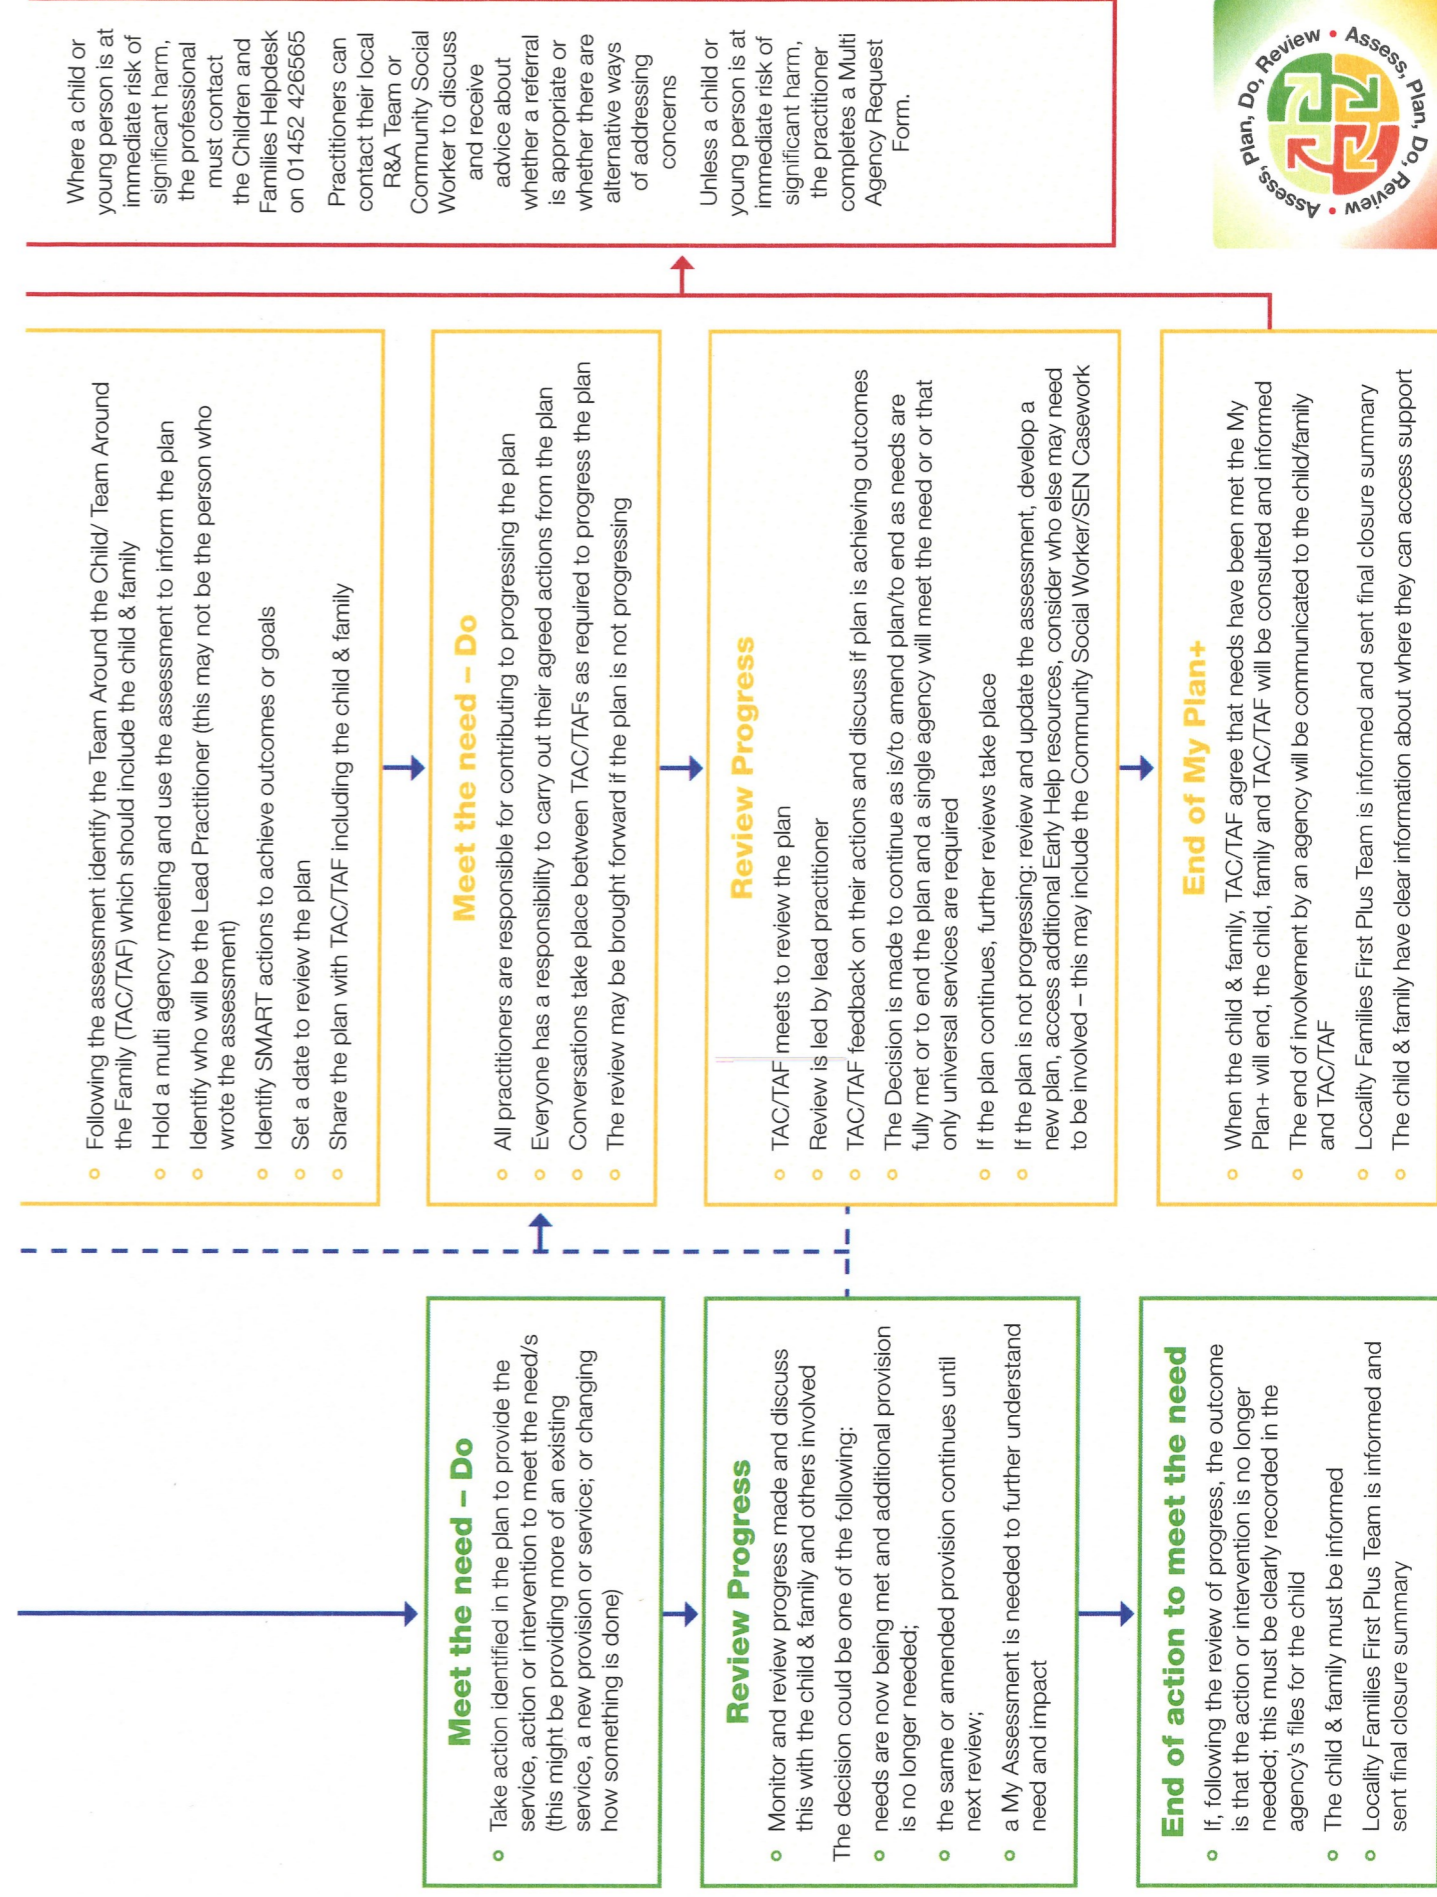 Meet the need – Do
Take action identified in the plan to provide the
service, action or intervention to meet the need/s
(this might be providing more of an existing
service, a new provision or service; or changing
how something is done)
Review Progress
Monitor and review progress made and discuss
this with the child & family and others involved
The decision could be one of the following:
needs are now being met and additional provision
is no longer needed;
the same or amended provision continues until
next review;
a My Assessment is needed to further understand
need and impact
End of action to meet the need
If, following the review of progress, the outcome
is that the action or intervention is no longer
needed; this must be clearly recorded in the
agency's files for the child
The child & family must be informed
Locality Families First Plus Team is informed and
sent final closure summary
Following the assessment identify the Team Around the Child/ Team Around
the Family (TAC/TAF) which should include the child & family
Hold a multi agency meeting and use the assessment to inform the plan
Identify who will be the Lead Practitioner (this may not be the person who
wrote the assessment)
Identify SMART actions to achieve outcomes or goals
Set a date to review the plan
Share the plan with TAC/TAF including the child & family
Meet the need – Do
All practitioners are responsible for contributing to progressing the plan
Everyone has a responsibility to carry out their agreed actions from the plan
Conversations take place between TAC/TAFs as required to progress the plan
The review may be brought forward if the plan is not progressing
Review Progress
TAC/TAF meets to review the plan
Review is led by lead practitioner
TAC/TAF feedback on their actions and discuss if plan is achieving outcomes
The Decision is made to continue as is/to amend plan/to end as needs are
fully met or to end the plan and a single agency will meet the need or that
only universal services are required
If the plan continues, further reviews take place
If the plan is not progressing: review and update the assessment, develop a
new plan, access additional Early Help resources, consider who else may need
to be involved – this may include the Community Social Worker/SEN Casework
End of My Plan+
When the child & family, TAC/TAF agree that needs have been met the My
Plan+ will end, the child, family and TAC/TAF will be consulted and informed
The end of involvement by an agency will be communicated to the child/family
and TAC/TAF
Locality Families First Plus Team is informed and sent final closure summary
The child & family have clear information about where they can access support
Where a child or
young person is at
immediate risk of
significant harm,
the professional
must contact
the Children and
Families Helpdesk
on 01452 426565
Practitioners can
contact their local
R&A Team or
Community Social
Worker to discuss
and receive
advice about
whether a referral
is appropriate or
whether there are
alternative ways
of addressing
concerns
Unless a child or
young person is at
immediate risk of
significant harm,
the practitioner
completes a Multi
Agency Request
Form.
Assess, Plan, Do, Review • Assess, Plan, Do, Review •